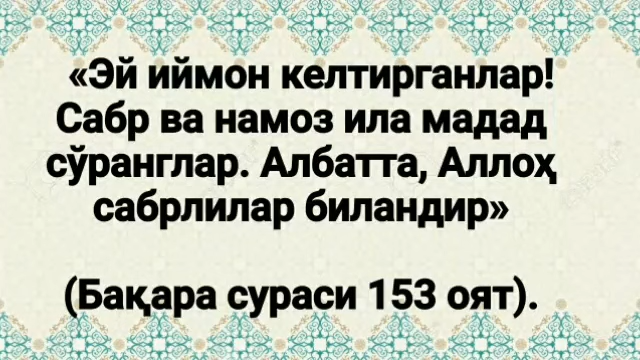 «Эй иймон келтирганлар!
Сабр ва намоз ила мадад
сўранглар. Албатта, Аллоҳ
сабрлилар биландир»
(Бақара сураси 153 оят).